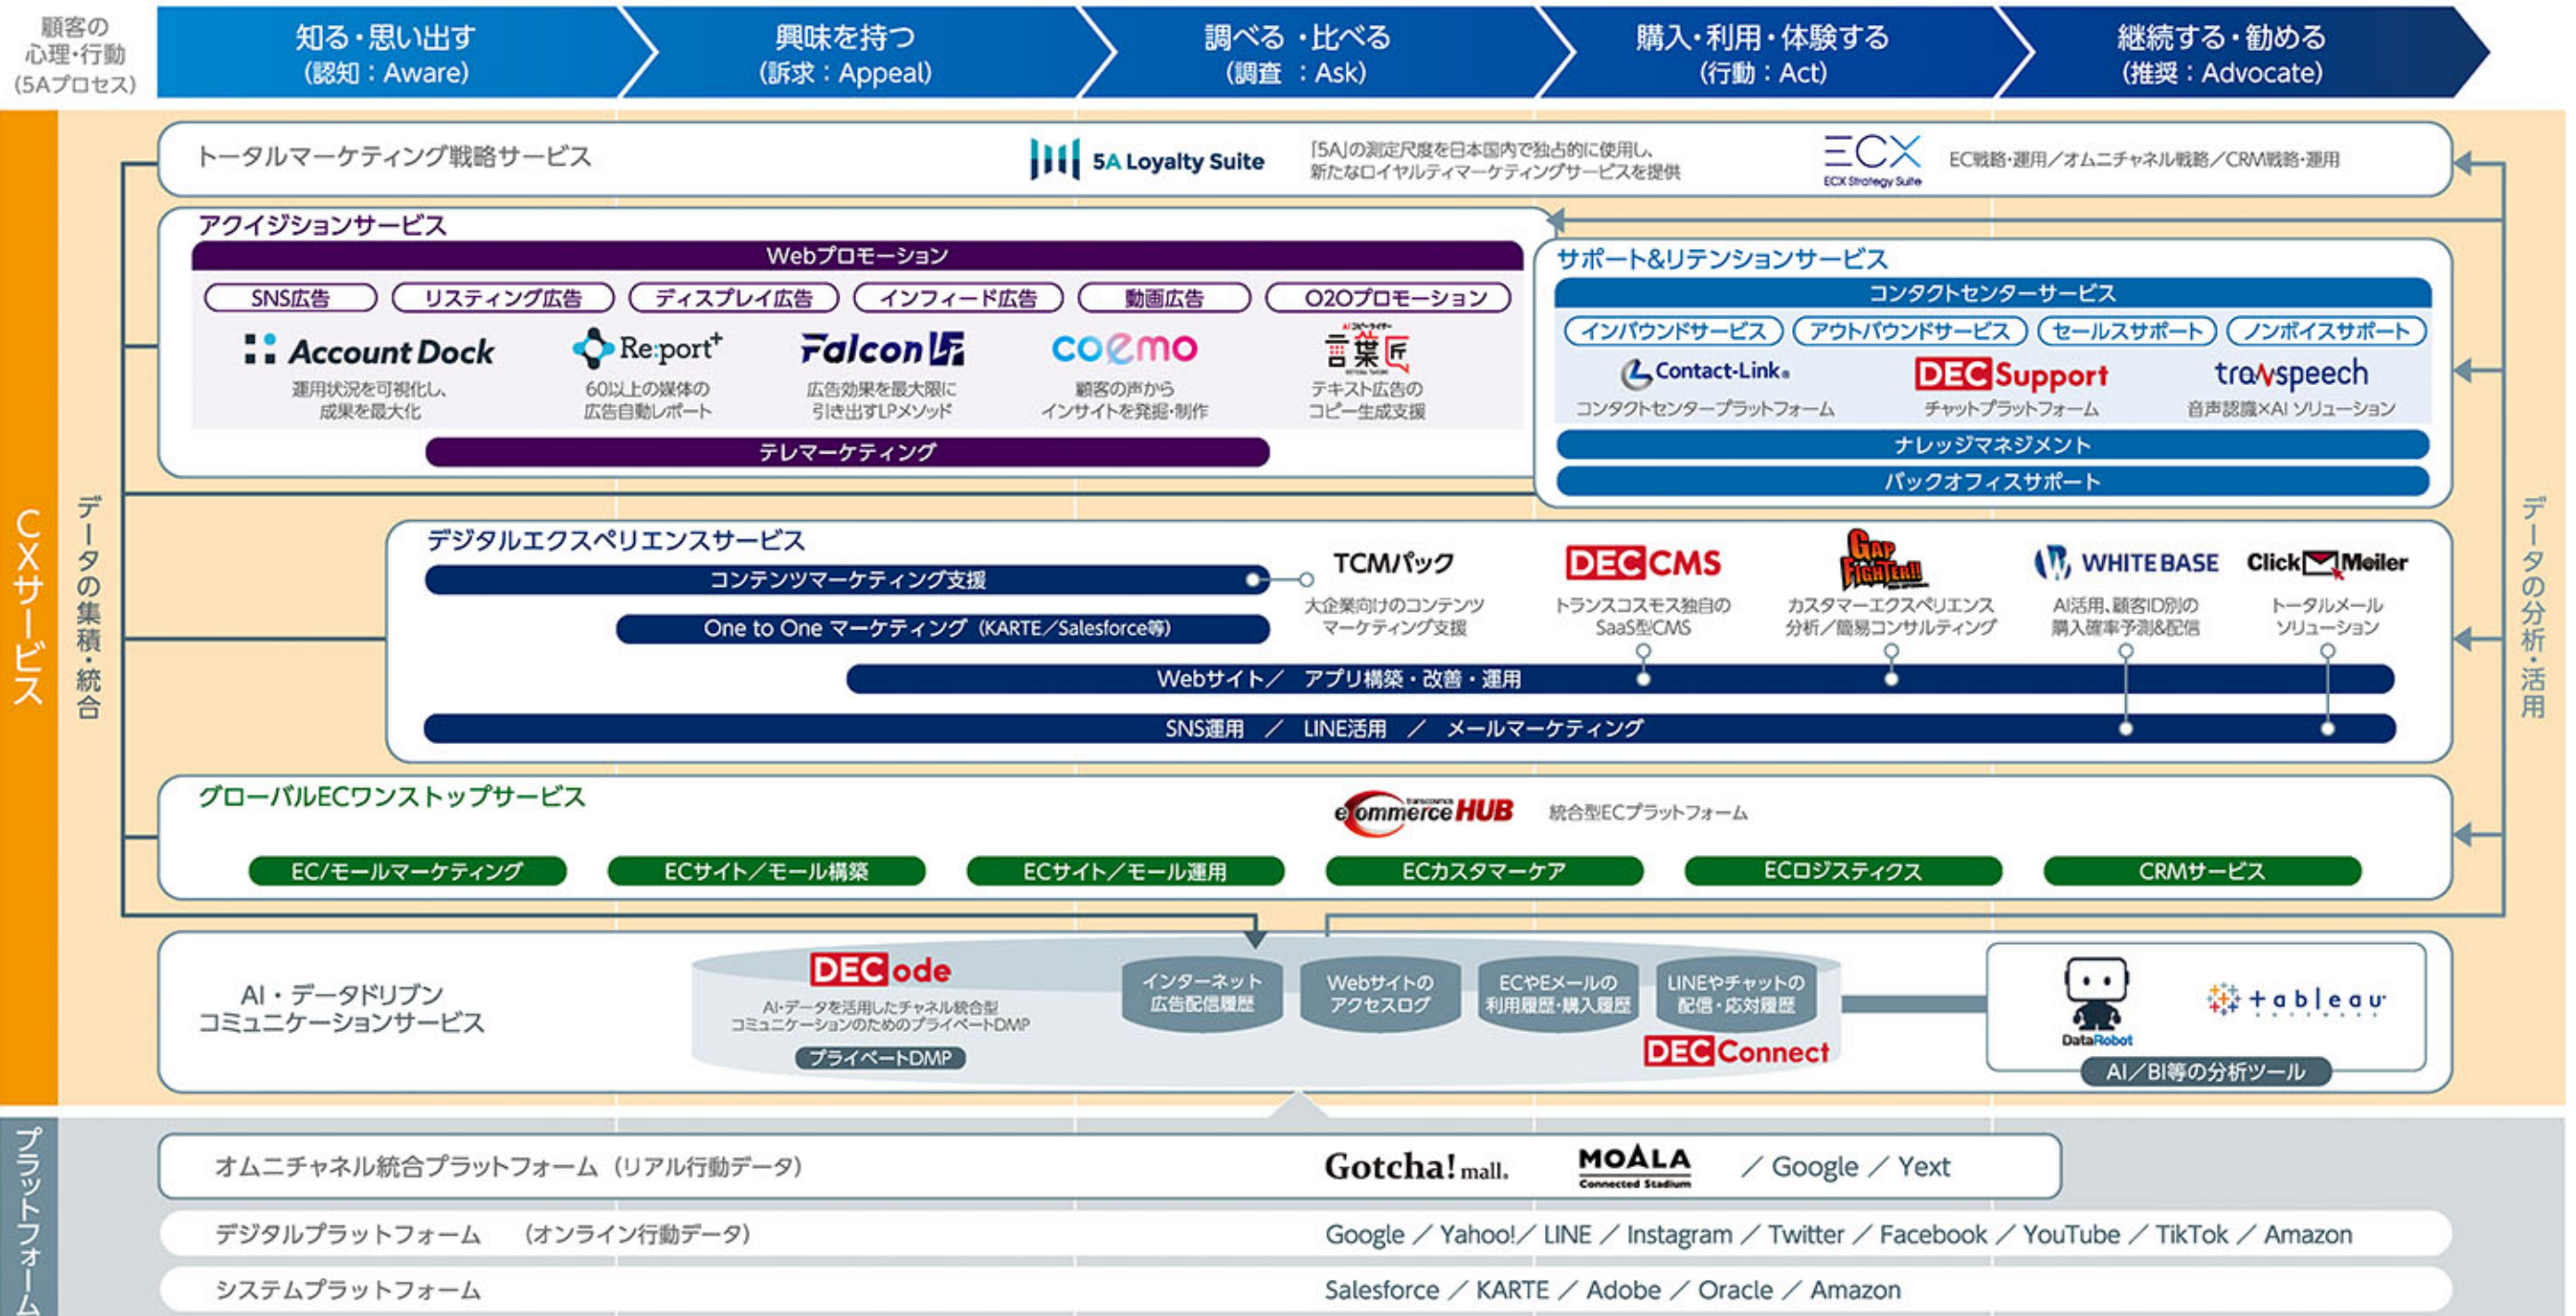 顧客の
心理・行動
(5Aプロセス)
知る・思い出す
(認知：Aware)
興味を持つ
(訴求：Appeal)
調べる・比べる
(調査 ：Ask)
購入・利用・体験する
(行動：Act)
継続する・勧める
(推奨：Advocate)
CXサービス
データの集積・統合
データの分析・活用
トータルマーケティング戦略サービス
5A Loyalty Suite
「5A」の測定尺度を日本国内で独占的に使用し、
新たなロイヤルティマーケティングサービスを提供
ECX
ECX Strategy Suite
EC戦略・運用／オムニチャネル戦略／CRM戦略・運用
アクイジションサービス
Webプロモーション
SNS広告
リスティング広告
ディスプレイ広告
インフィード広告
動画広告
O2Oプロモーション
Account Dock
運用状況を可視化し、
成果を最大化
Re:port+
60以上の媒体の
広告自動レポート
Falcon
広告効果を最大限に
引き出すLPメソッド
coemo
顧客の声から
インサイトを発掘・制作
AIコピーライター
言葉匠
テキスト広告の
コピー生成支援
テレマーケティング
サポート&リテンションサービス
コンタクトセンターサービス
インバウンドサービス
アウトバウンドサービス
セールスサポート
ノンボイスサポート
Contact-Link
コンタクトセンタープラットフォーム
DEC Support
チャットプラットフォーム
transpeech
音声認識×AI ソリューション
ナレッジマネジメント
バックオフィスサポート
デジタルエクスペリエンスサービス
コンテンツマーケティング支援
One to One マーケティング（KARTE／Salesforce等）
TCMパック
大企業向けのコンテンツ
マーケティング支援
DEC CMS
トランスコスモス独自の
SaaS型CMS
GAP FIGHTER!!
カスタマーエクスペリエンス
分析／簡易コンサルティング
WHITE BASE
AI活用、顧客ID別の
購入確率予測&配信
Click Meiler
トータルメール
ソリューション
Webサイト／ アプリ構築・改善・運用
SNS運用 ／ LINE活用 ／ メールマーケティング
グローバルECワンストップサービス
transcosmos
eCommerce HUB
統合型ECプラットフォーム
EC/モールマーケティング
ECサイト／モール構築
ECサイト／モール運用
ECカスタマーケア
ECロジスティクス
CRMサービス
AI・データドリブン
コミュニケーションサービス
DECode
AI・データを活用したチャネル統合型
コミュニケーションのためのプライベートDMP
プライベートDMP
インターネット
広告配信履歴
Webサイトの
アクセスログ
ECやEメールの
利用履歴・購入履歴
LINEやチャットの
配信・応対履歴
DEC Connect
DataRobot
+ableau
SOFTWARE
AI／BI等の分析ツール
プラットフォーム
オムニチャネル統合プラットフォーム（リアル行動データ）
Gotcha!mall.
MOALA
Connected Stadium
／ Google ／ Yext
デジタルプラットフォーム （オンライン行動データ）
Google ／ Yahoo!／ LINE ／ Instagram ／ Twitter ／ Facebook ／ YouTube ／ TikTok ／ Amazon
システムプラットフォーム
Salesforce ／ KARTE ／ Adobe ／ Oracle ／ Amazon